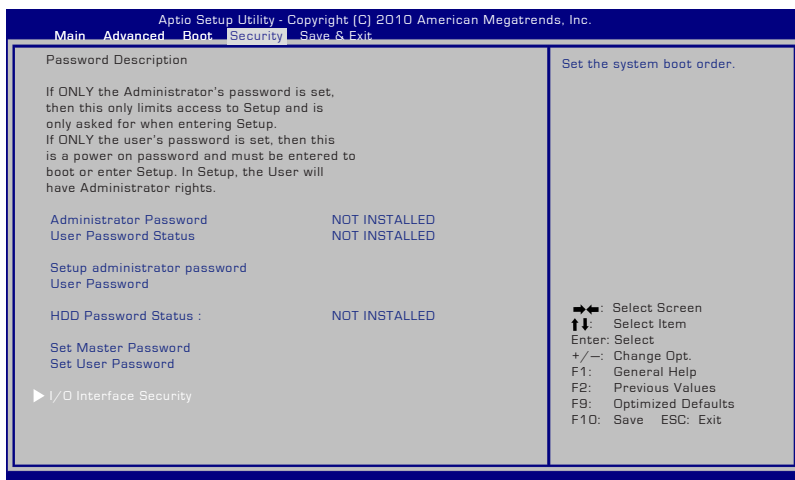 Aptio Setup Utility - Copyright (C) 2010 American Megatrends, Inc.
Main Advanced Boot Security Save & Exit
Password Description
If ONLY the Administrator's password is set,
then this only limits access to Setup and is
only asked for when entering Setup.
If ONLY the user's password is set, then this
is a power on password and must be entered to
boot or enter Setup. In Setup, the User will
have Administrator rights.
Administrator Password NOT INSTALLED
User Password Status NOT INSTALLED
Setup administrator password
User Password
HDD Password Status : NOT INSTALLED
Set Master Password
Set User Password
I/O Interface Security
Set the system boot order.
→←: Select Screen
↑↓: Select Item
Enter: Select
+/—: Change Opt.
F1: General Help
F2: Previous Values
F9: Optimized Defaults
F10: Save ESC: Exit